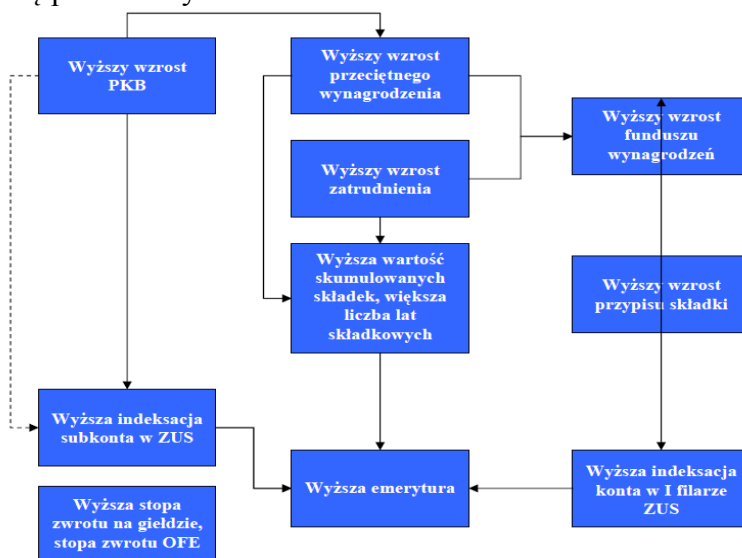 Wyższy wzrost
PKB
Wyższy wzrost
przeciętnego
wynagrodzenia
Wyższy wzrost
funduszu
wynagrodzeń
Wyższy wzrost
zatrudnienia
Wyższa wartość
skumulowanych
składek, większa
liczba lat
składkowych
Wyższy wzrost
przypisu składki
Wyższa indeksacja
subkonta w ZUS
Wyższa emerytura
Wyższa indeksacja
konta w I filarze
ZUS
Wyższa stopa
zwrotu na giełdzie,
stopa zwrotu OFE